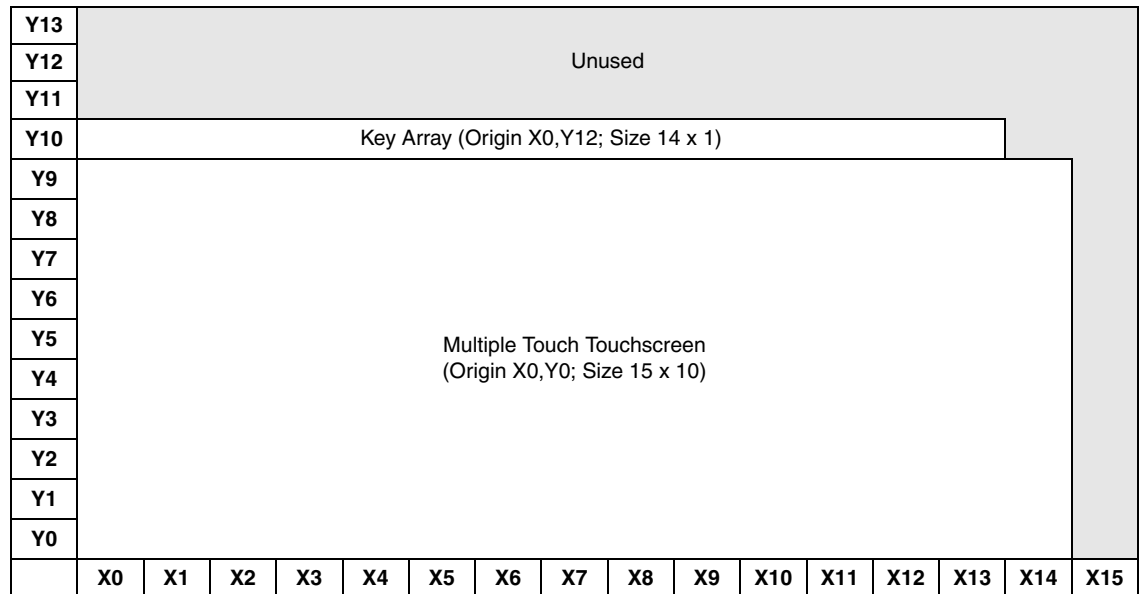 Y13
Y12
Unused
Y11
Y10
Key Array (Origin X0,Y12; Size 14 x 1)
Y9
Y8
Y7
Y6
Y5
Multiple Touch Touchscreen
(Origin X0,Y0; Size 15 x 10)
Y4
Y3
Y2
Y1
Y0
X0 X1 X2 X3 X4 X5 X6 X7 X8 X9 X10 X11 X12 X13 X14 X15